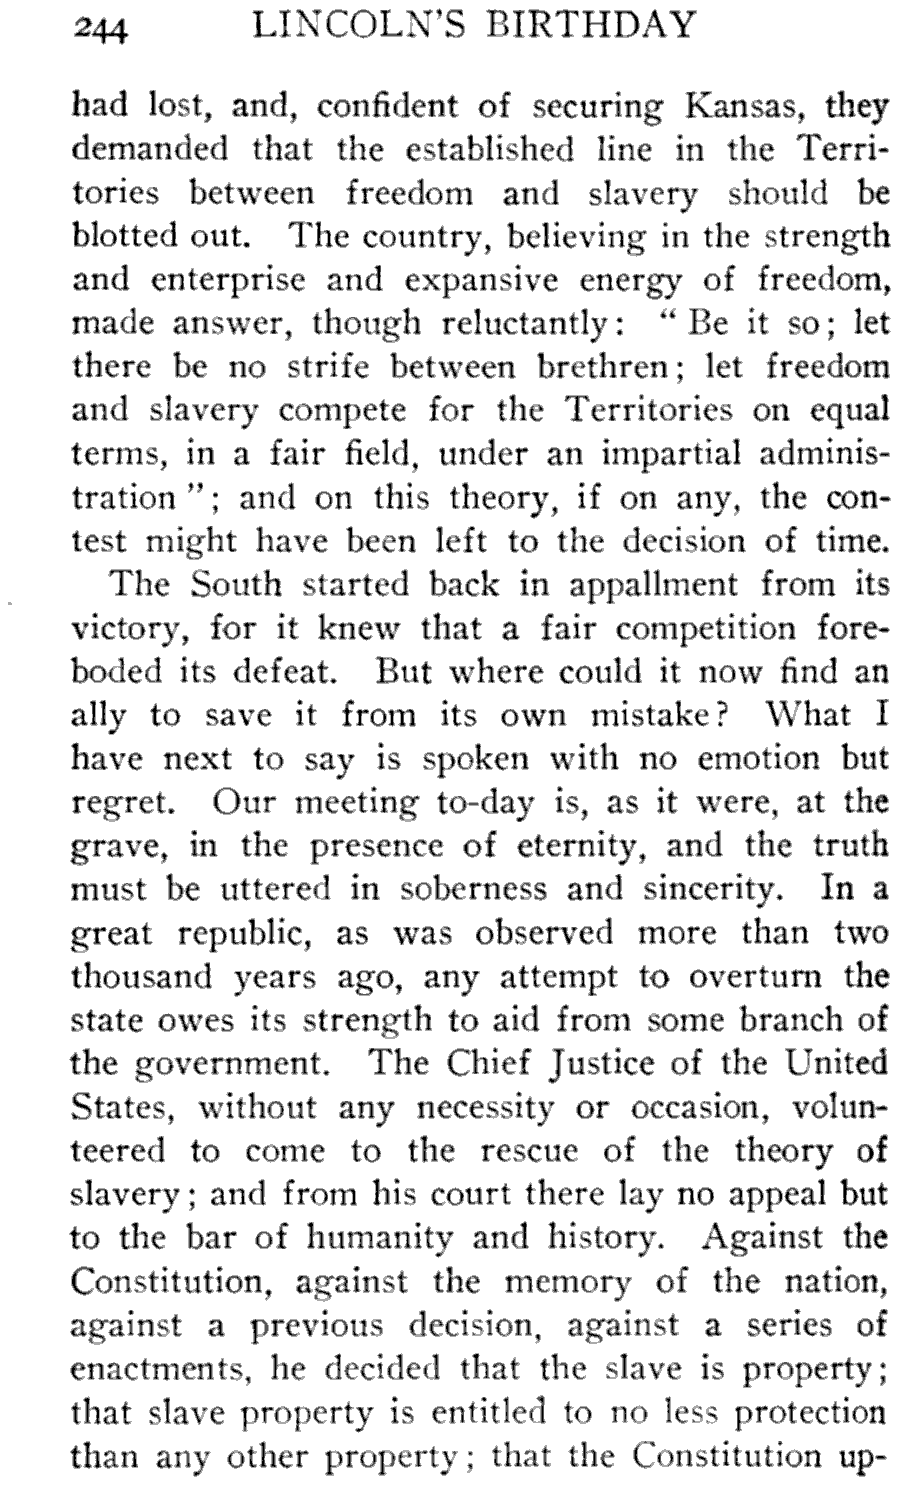 244 LINCOLN'S BIRTHDAY
had lost, and, confident of securing Kansas, they
demanded that the established line in the Terri-
tories between freedom and slavery should be
blotted out. The country, believing in the strength
and enterprise and expansive energy of freedom,
made answer, though reluctantly: “ Be it so; let
there be no strife between brethren; let freedom
and slavery compete for the Territories on equal
terms, in a fair field, under an impartial adminis-
tration ”; and on this theory, if on any, the con-
test might have been left to the decision of time.
The South started back in appallment from its
victory, for it knew that a fair competition fore-
boded its defeat. But where could it now find an
ally to save it from its own mistake? What I
have next to say is spoken with no emotion but
regret. Our meeting to-day is, as it were, at the
grave, in the presence of eternity, and the truth
must be uttered in soberness and sincerity. In a
great republic, as was observed more than two
thousand years ago, any attempt to overturn the
state owes its strength to aid from some branch of
the government. The Chief Justice of the United
States, without any necessity or occasion, volun-
teered to come to the rescue of the theory of
slavery; and from his court there lay no appeal but
to the bar of humanity and history. Against the
Constitution, against the memory of the nation,
against a previous decision, against a series of
enactments, he decided that the slave is property;
that slave property is entitled to no less protection
than any other property; that the Constitution up-